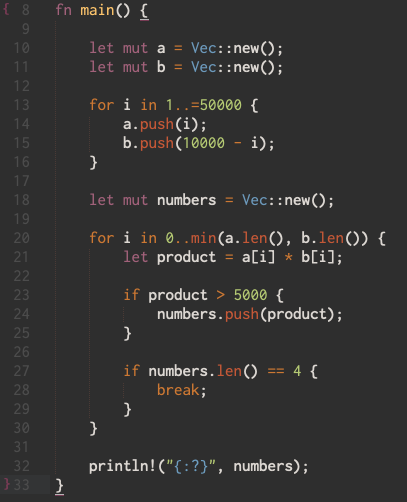 { 8 fn main() {
9
10 let mut a = Vec::new();
11 let mut b = Vec::new();
12
13 for i in 1..=50000 {
14 a.push(i);
15 b.push(10000 - i);
16 }
17
18 let mut numbers = Vec::new();
19
20 for i in 0..min(a.len(), b.len()) {
21 let product = a[i] * b[i];
22
23 if product > 5000 {
24 numbers.push(product);
25 }
26
27 if numbers.len() == 4 {
28 break;
29 }
30 }
31
32 println!("{:?}", numbers);
} 33 }